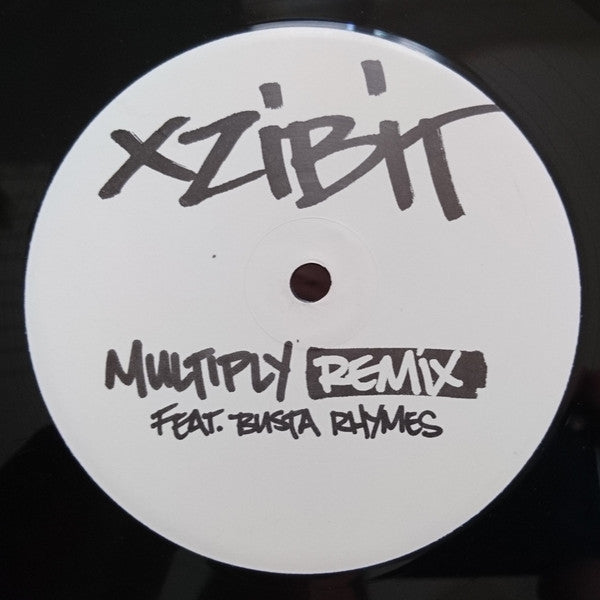 XZIBIT
MULTIPLY REMIX
FEAT. BUSTA RHYMES